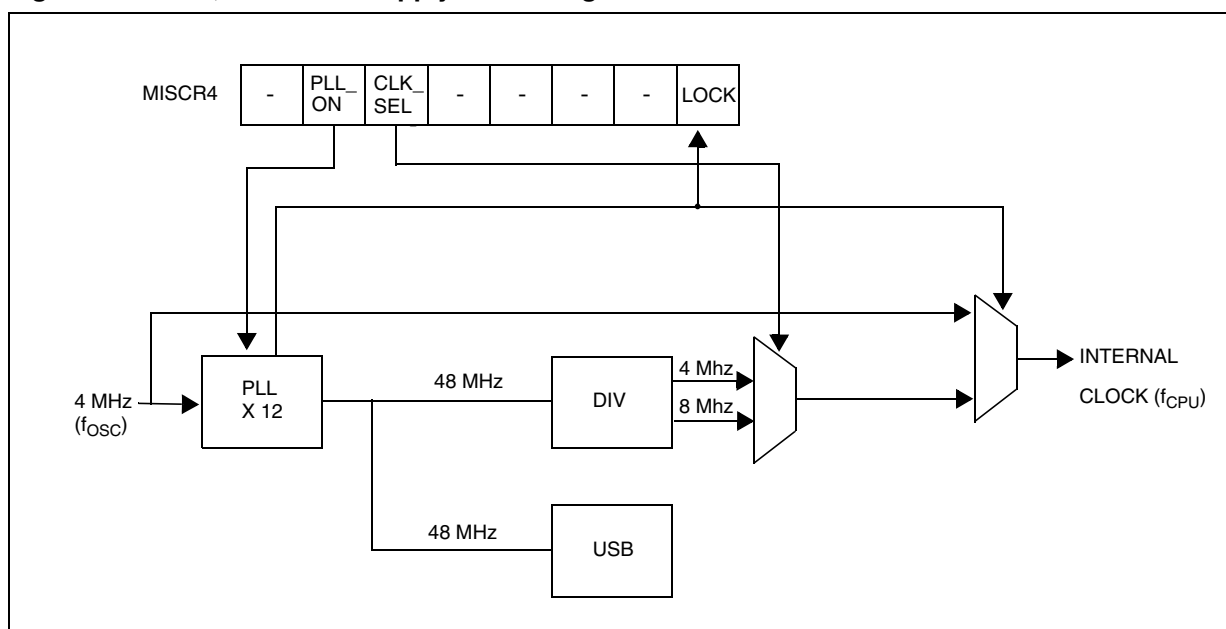 MISCR4
-
PLL_
ON
CLK_
SEL
-
-
-
-
LOCK
4 MHz
(fOSC)
PLL
X 12
48 MHz
DIV
4 Mhz
8 Mhz
INTERNAL
CLOCK (fCPU)
48 MHz
USB